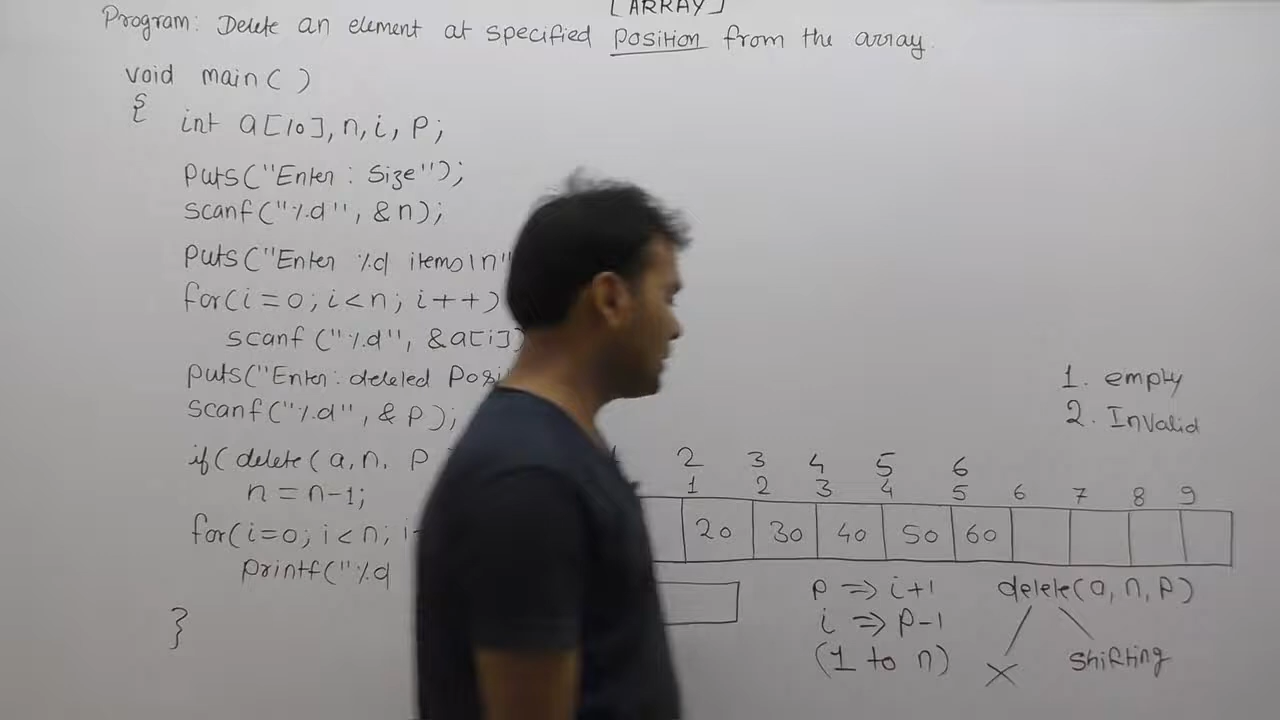 [ARRAY]
Program: Delete an element at specified position from the array.
void main( )
{ int a[10], n, i, P;
Puts("Enter : Size");
scanf("%d", &n);
Puts("Enter %d items\n"
for(i=0; i<n; i++)
scanf("%d", &a[i])
Puts("Enter: deleted Posi
scanf("%d", &P);
if( delete( a, n, P
n = n-1;
for(i=0; i<n; i
printf("%d
}
1. empty
2. Invalid
2 3 4 5 6
1 2 3 4 5 6 7 8 9
20 30 40 50 60
P => i+1
i => P-1
(1 to n)
delete(a, n, P)
X shifting